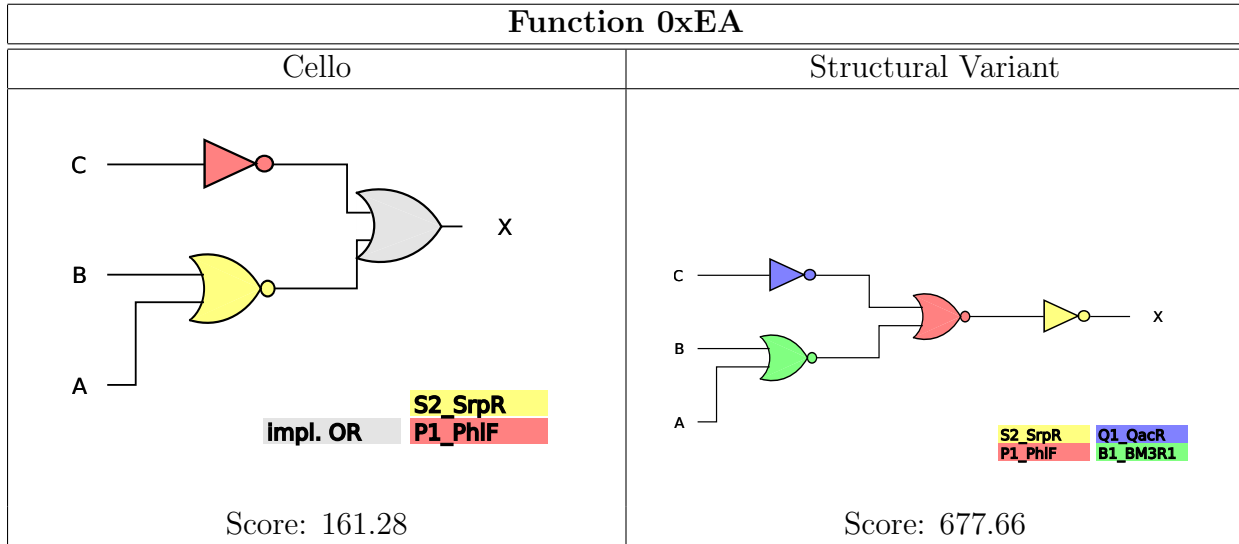 Function 0xEA
Cello
Structural Variant
C
B
A
X
S2_SrpR
impl. OR P1_PhlF
C
B
A
X
S2_SrpR Q1_QacR
P1_PhlF B1_BM3R1
Score: 161.28
Score: 677.66